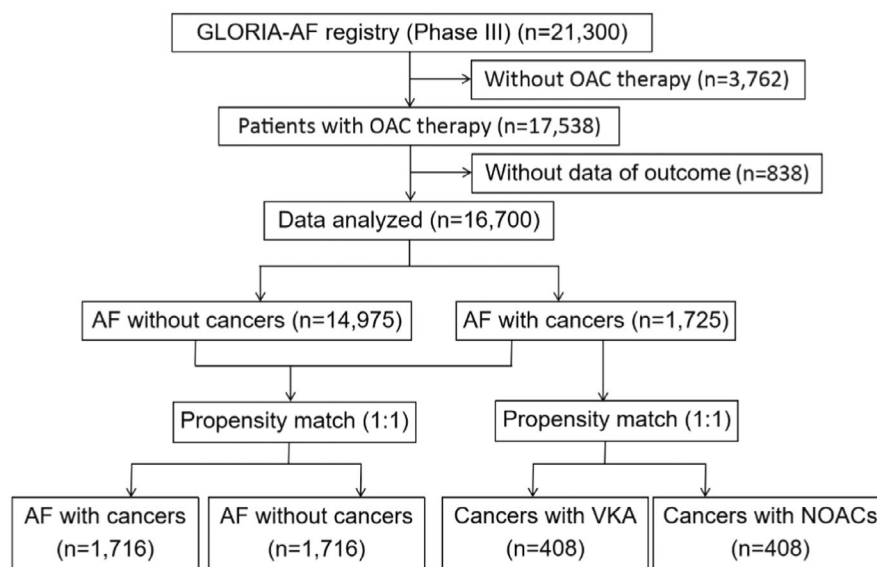 GLORIA-AF registry (Phase III) (n=21,300)
Without OAC therapy (n=3,762)
Patients with OAC therapy (n=17,538)
Without data of outcome (n=838)
Data analyzed (n=16,700)
AF without cancers (n=14,975)
AF with cancers (n=1,725)
Propensity match (1:1)
Propensity match (1:1)
AF with cancers
(n=1,716)
AF without cancers
(n=1,716)
Cancers with VKA
(n=408)
Cancers with NOACs
(n=408)